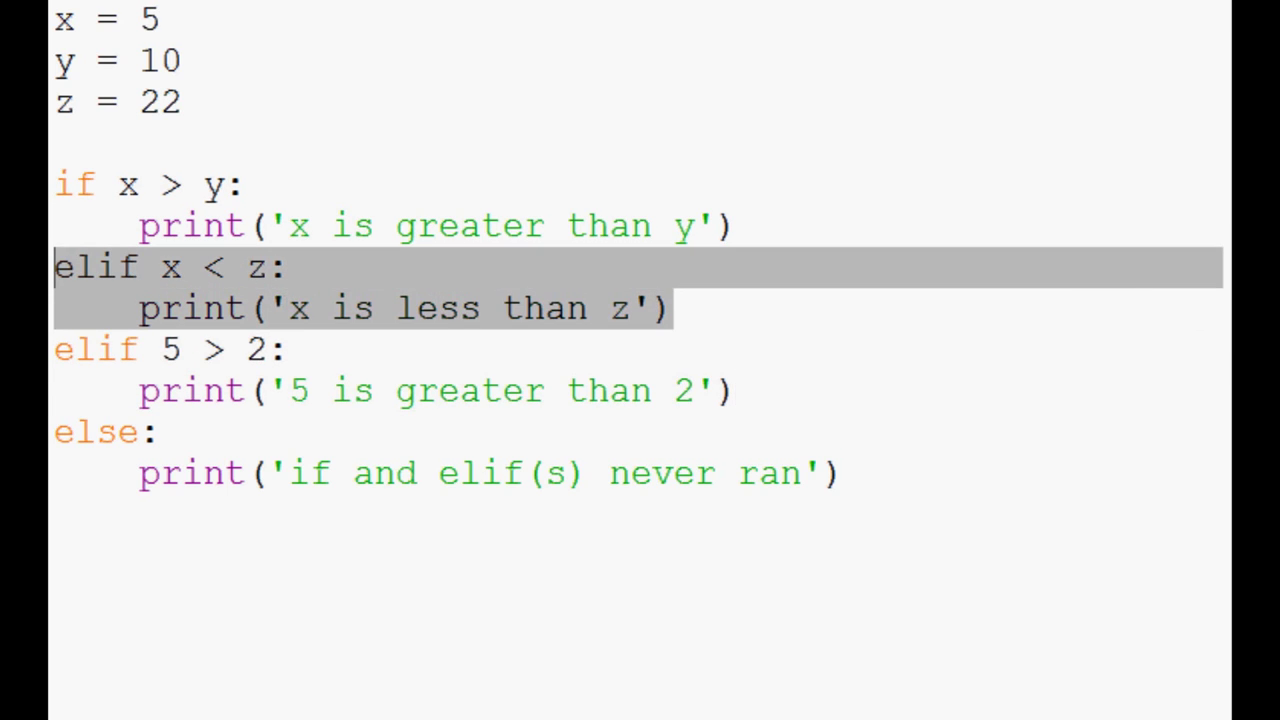 x = 5
y = 10
z = 22

if x > y:
    print('x is greater than y')
elif x < z:
    print('x is less than z')
elif 5 > 2:
    print('5 is greater than 2')
else:
    print('if and elif(s) never ran')